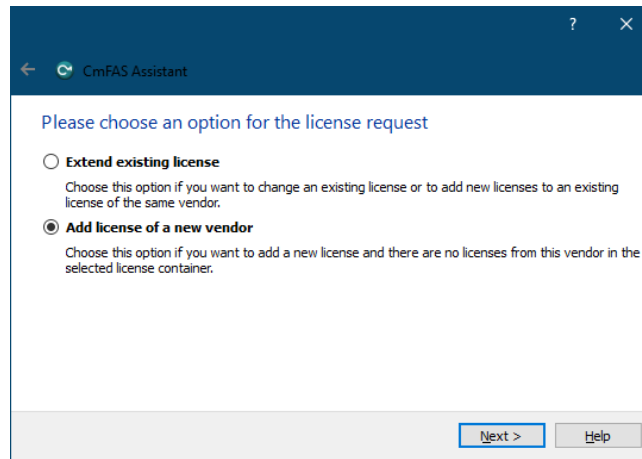 ?
CmFAS Assistant
Please choose an option for the license request
Extend existing license
Choose this option if you want to change an existing license or to add new licenses to an existing
license of the same vendor.
Add license of a new vendor
Choose this option if you want to add a new license and there are no licenses from this vendor in the
selected license container.
Next >
Help